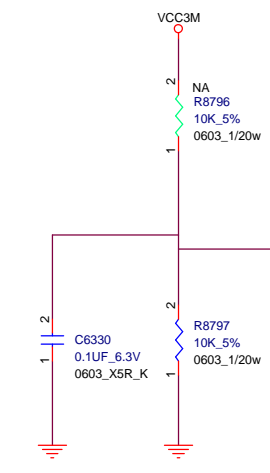 VCC3M
2
NA
R8796
10K_5%
0603_1/20w
1
2
C6330
0.1UF_6.3V
1
0603_X5R_K
2
R8797
10K_5%
0603_1/20w
1